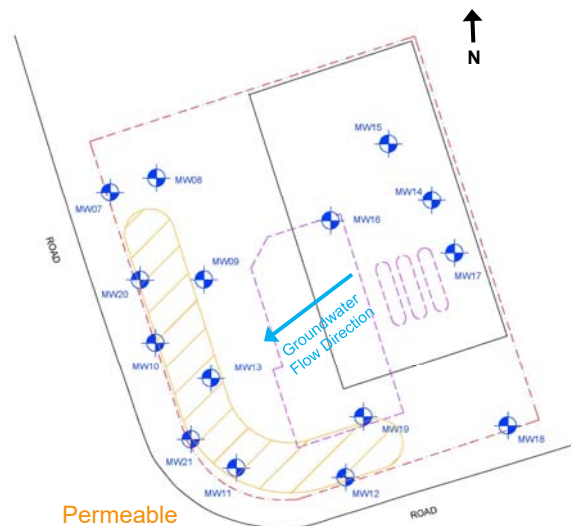 N
MW15
MW08
MW07
MW14
MW16
MW17
ROAD
MW09
MW20
Groundwater
Flow Direction
MW10
MW13
MW19
MW18
MW21
MW11
MW12
ROAD
Permeable